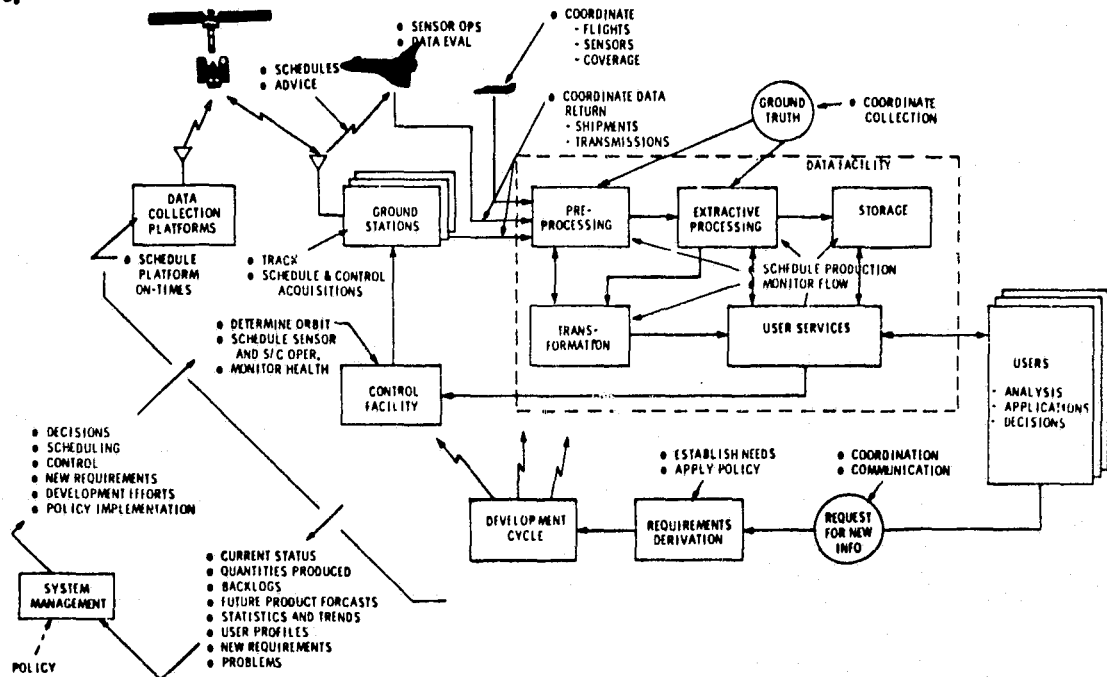 ● SENSOR OPS
● DATA EVAL
● COORDINATE
- FLIGHTS
- SENSORS
- COVERAGE
● SCHEDULES
● ADVICE
● COORDINATE DATA
RETURN
- SHIPMENTS
- TRANSMISSIONS
GROUND
TRUTH
● COORDINATE
COLLECTION
DATA FACILITY
DATA
COLLECTION
PLATFORMS
GROUND
STATIONS
PRE-
PROCESSING
EXTRACTIVE
PROCESSING
STORAGE
● SCHEDULE
PLATFORM
ON-TIMES
● TRACK
● SCHEDULE & CONTROL
ACQUISITIONS
● SCHEDULE PRODUCTION
MONITOR FLOW
TRANS-
FORMATION
USER SERVICES
● DETERMINE ORBIT
● SCHEDULE SENSOR
AND S/C OPER.
● MONITOR HEALTH
CONTROL
FACILITY
USERS
- ANALYSIS
- APPLICATIONS
- DECISIONS
● DECISIONS
● SCHEDULING
● CONTROL
● NEW REQUIREMENTS
● DEVELOPMENT EFFORTS
● POLICY IMPLEMENTATION
● ESTABLISH NEEDS
● APPLY POLICY
● COORDINATION
● COMMUNICATION
DEVELOPMENT
CYCLE
REQUIREMENTS
DERIVATION
REQUEST
FOR NEW
INFO
● CURRENT STATUS
● QUANTITIES PRODUCED
● BACKLOGS
● FUTURE PRODUCT FORCASTS
● STATISTICS AND TRENDS
● USER PROFILES
● NEW REQUIREMENTS
● PROBLEMS
SYSTEM
MANAGEMENT
POLICY